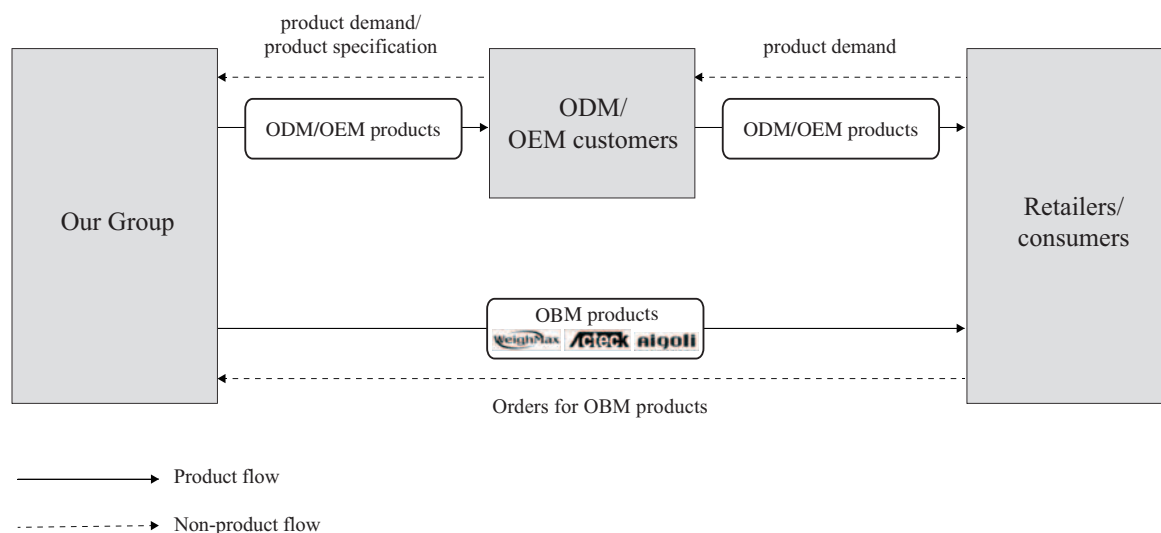 product demand/
product specification
product demand
ODM/OEM products
ODM/
OEM customers
ODM/OEM products
Our Group
Retailers/
consumers
OBM products
WeighMax Acteck aigoli
Orders for OBM products
Product flow
Non-product flow